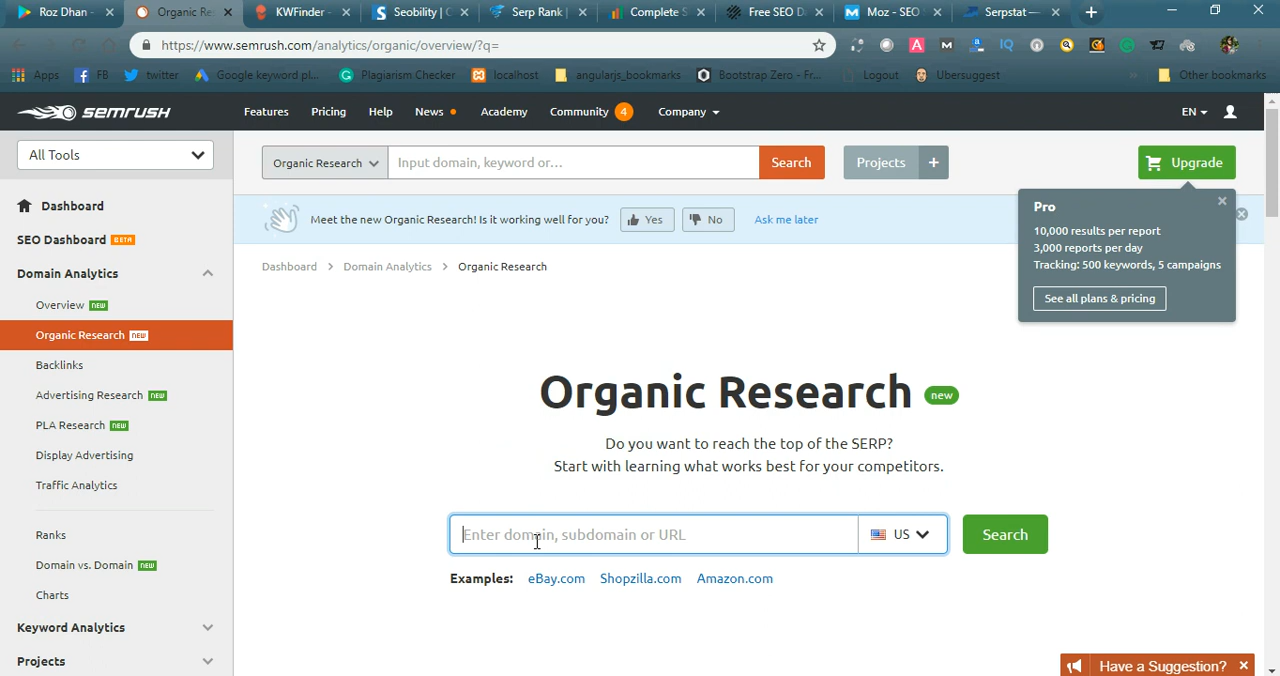 Roz Dhan -
Organic Re
KWFinder -
Seobility | C
Serp Rank |
Complete S
Free SEO D
Moz - SEO
Serpstat —
https://www.semrush.com/analytics/organic/overview/?q=
Apps
FB
twitter
Google keyword pl...
Plagiarism Checker
localhost
angularjs_bookmarks
Bootstrap Zero - Fr...
Logout
Ubersuggest
Other bookmarks
SEMRUSH
Features
Pricing
Help
News
Academy
Community 4
Company
EN
All Tools
Organic Research
Input domain, keyword or...
Search
Projects +
Upgrade
Dashboard
SEO Dashboard BETA
Domain Analytics
Overview NEW
Organic Research NEW
Backlinks
Advertising Research NEW
PLA Research NEW
Display Advertising
Traffic Analytics
Ranks
Domain vs. Domain NEW
Charts
Keyword Analytics
Projects
Meet the new Organic Research! Is it working well for you?
Yes
No
Ask me later
Pro
10,000 results per report
3,000 reports per day
Tracking: 500 keywords, 5 campaigns
See all plans & pricing
Dashboard > Domain Analytics > Organic Research
Organic Research new
Do you want to reach the top of the SERP?
Start with learning what works best for your competitors.
Enter domain, subdomain or URL
US
Search
Examples: eBay.com Shopzilla.com Amazon.com
Have a Suggestion?